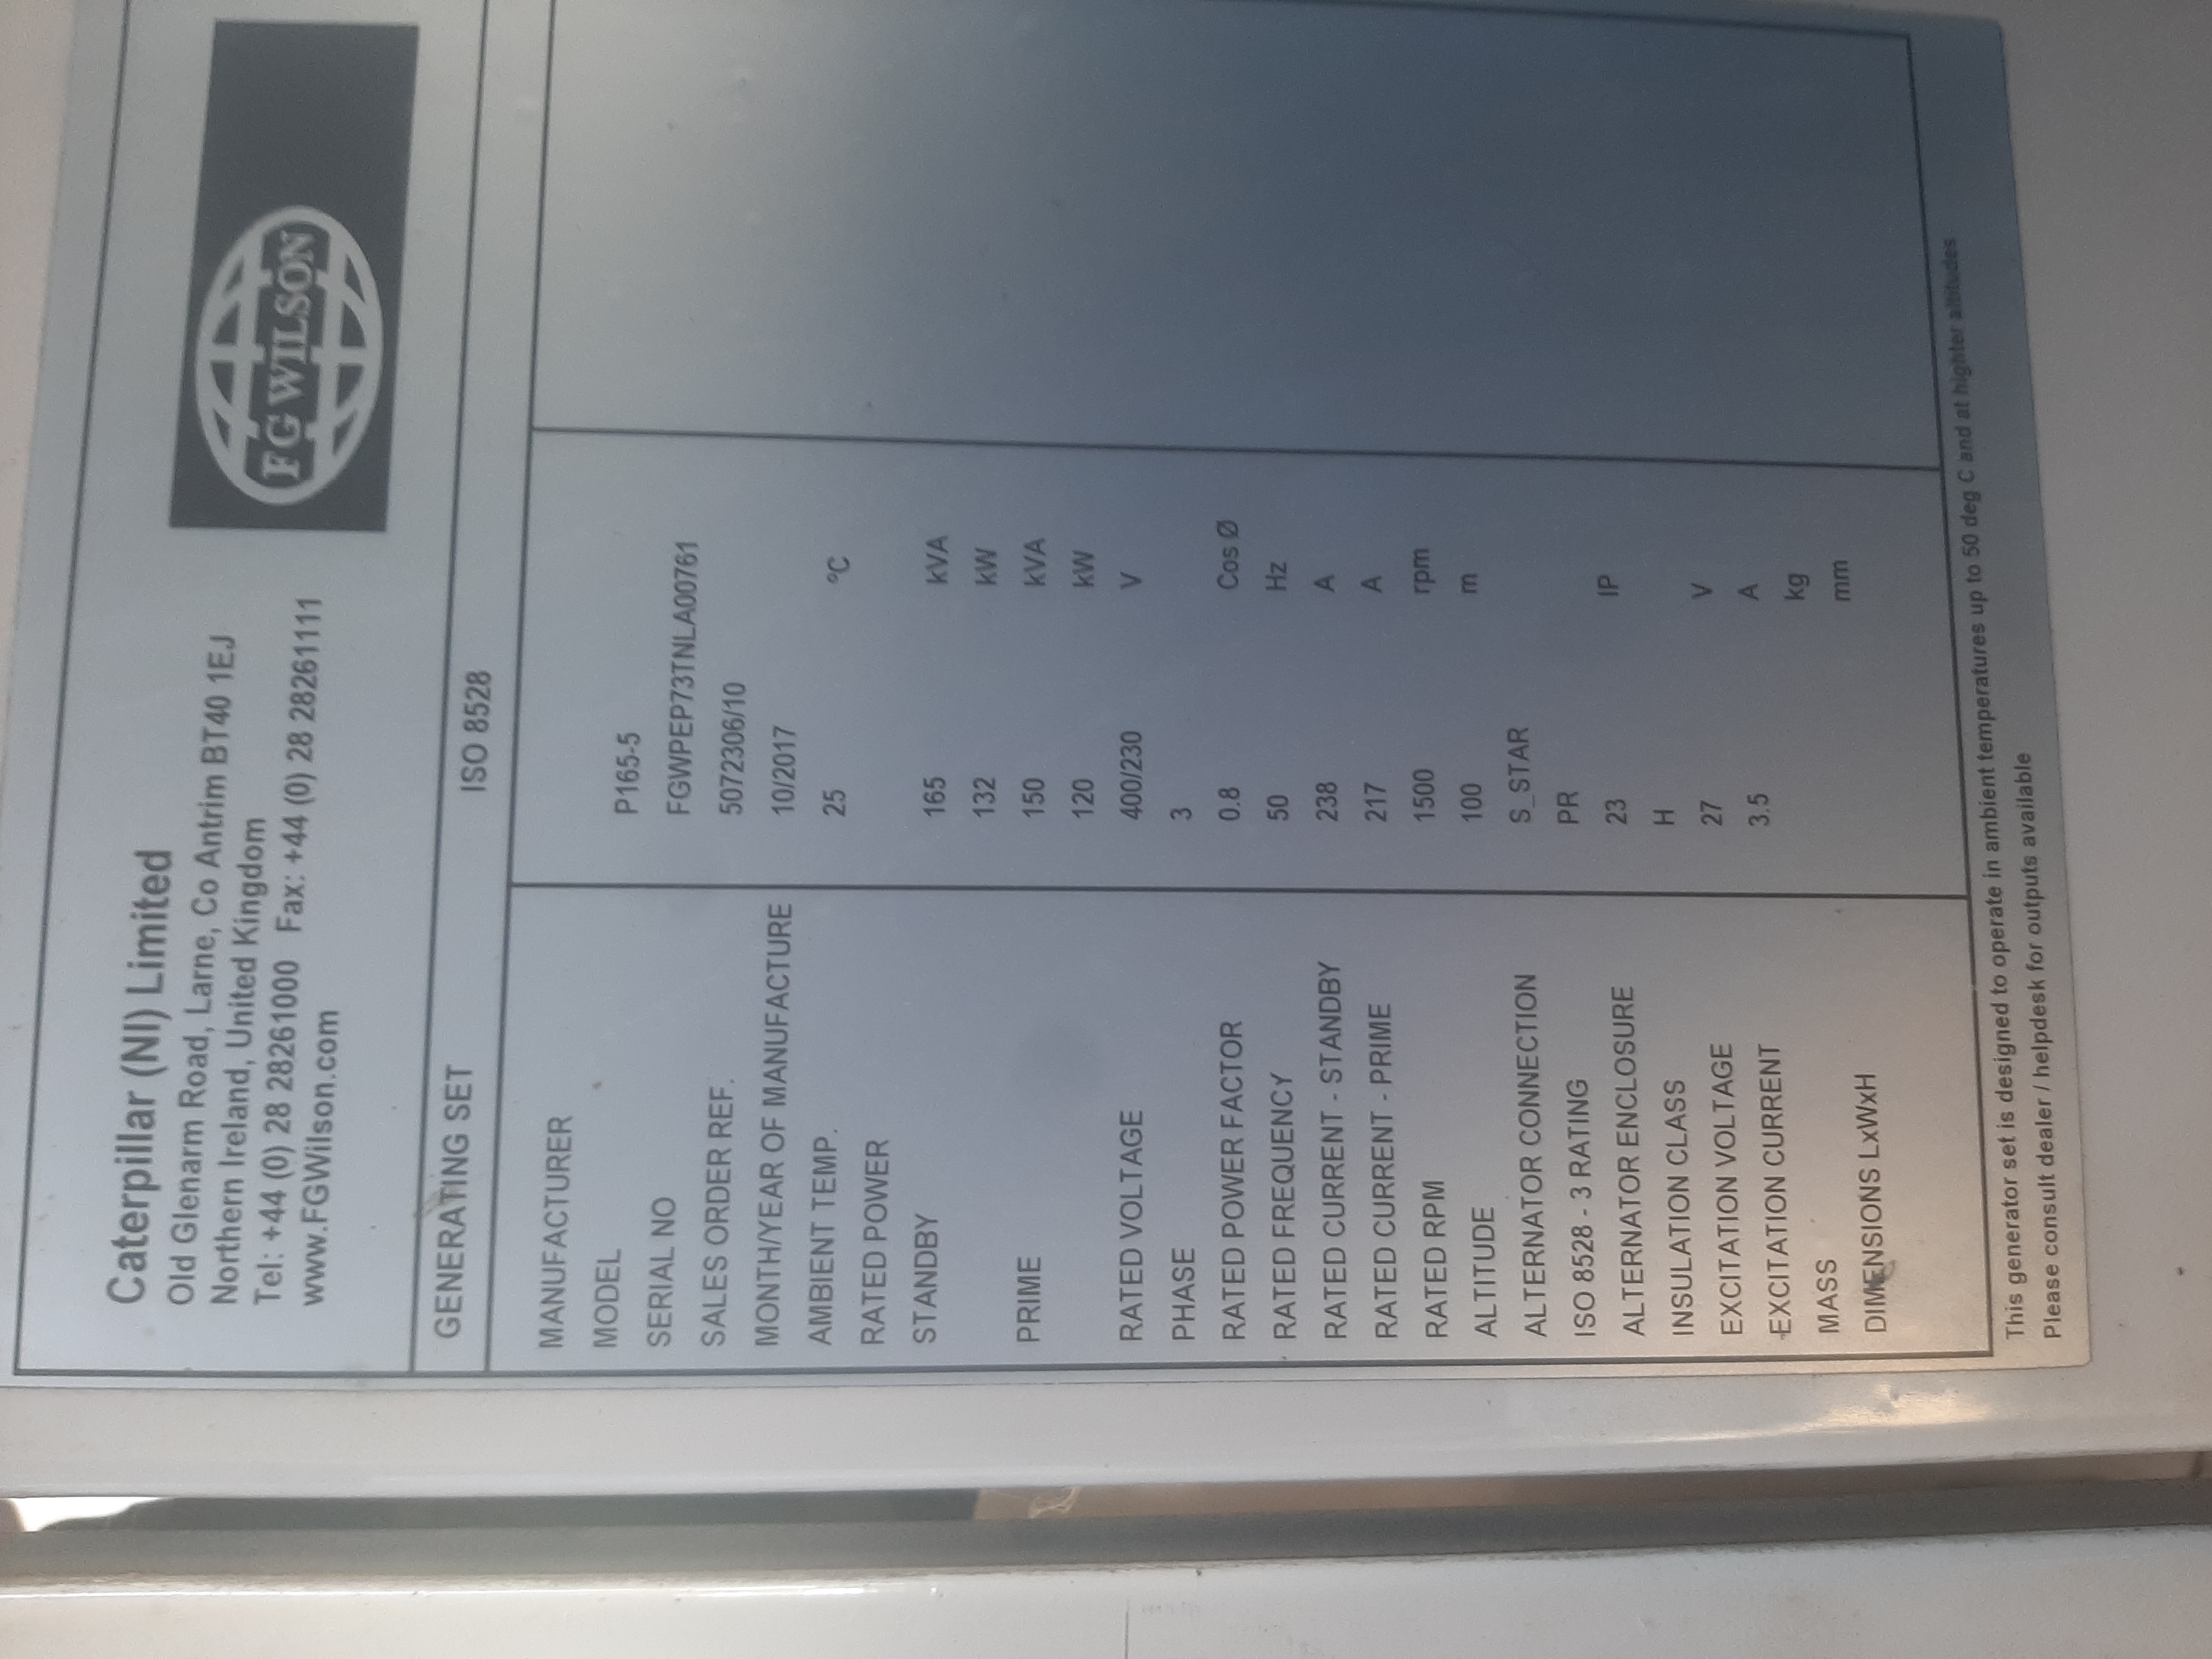 Caterpillar (NI) Limited
Old Glenarm Road, Larne, Co Antrim BT40 1EJ
Northern Ireland, United Kingdom
Tel: +44 (0) 28 28261000 Fax: +44 (0) 28 28261111
www.FGWilson.com
FG WILSON
GENERATING SET ISO 8528
MANUFACTURER
MODEL P165-5
SERIAL NO FGWPEP73TNLA00761
SALES ORDER REF. 5072306/10
MONTH/YEAR OF MANUFACTURE 10/2017
AMBIENT TEMP. 25 ºC
RATED POWER
STANDBY 165 kVA
132 kW
PRIME 150 kVA
120 kW
RATED VOLTAGE 400/230 V
PHASE 3
RATED POWER FACTOR 0.8 Cos Ø
RATED FREQUENCY 50 Hz
RATED CURRENT - STANDBY 238 A
RATED CURRENT - PRIME 217 A
RATED RPM 1500 rpm
ALTITUDE 100 m
ALTERNATOR CONNECTION S_STAR
ISO 8528 - 3 RATING PR
ALTERNATOR ENCLOSURE 23 IP
INSULATION CLASS H
EXCITATION VOLTAGE 27 V
EXCITATION CURRENT 3.5 A
MASS kg
DIMENSIONS LxWxH mm
This generator set is designed to operate in ambient temperatures up to 50 deg C and at highter altitudes
Please consult dealer / helpdesk for outputs available